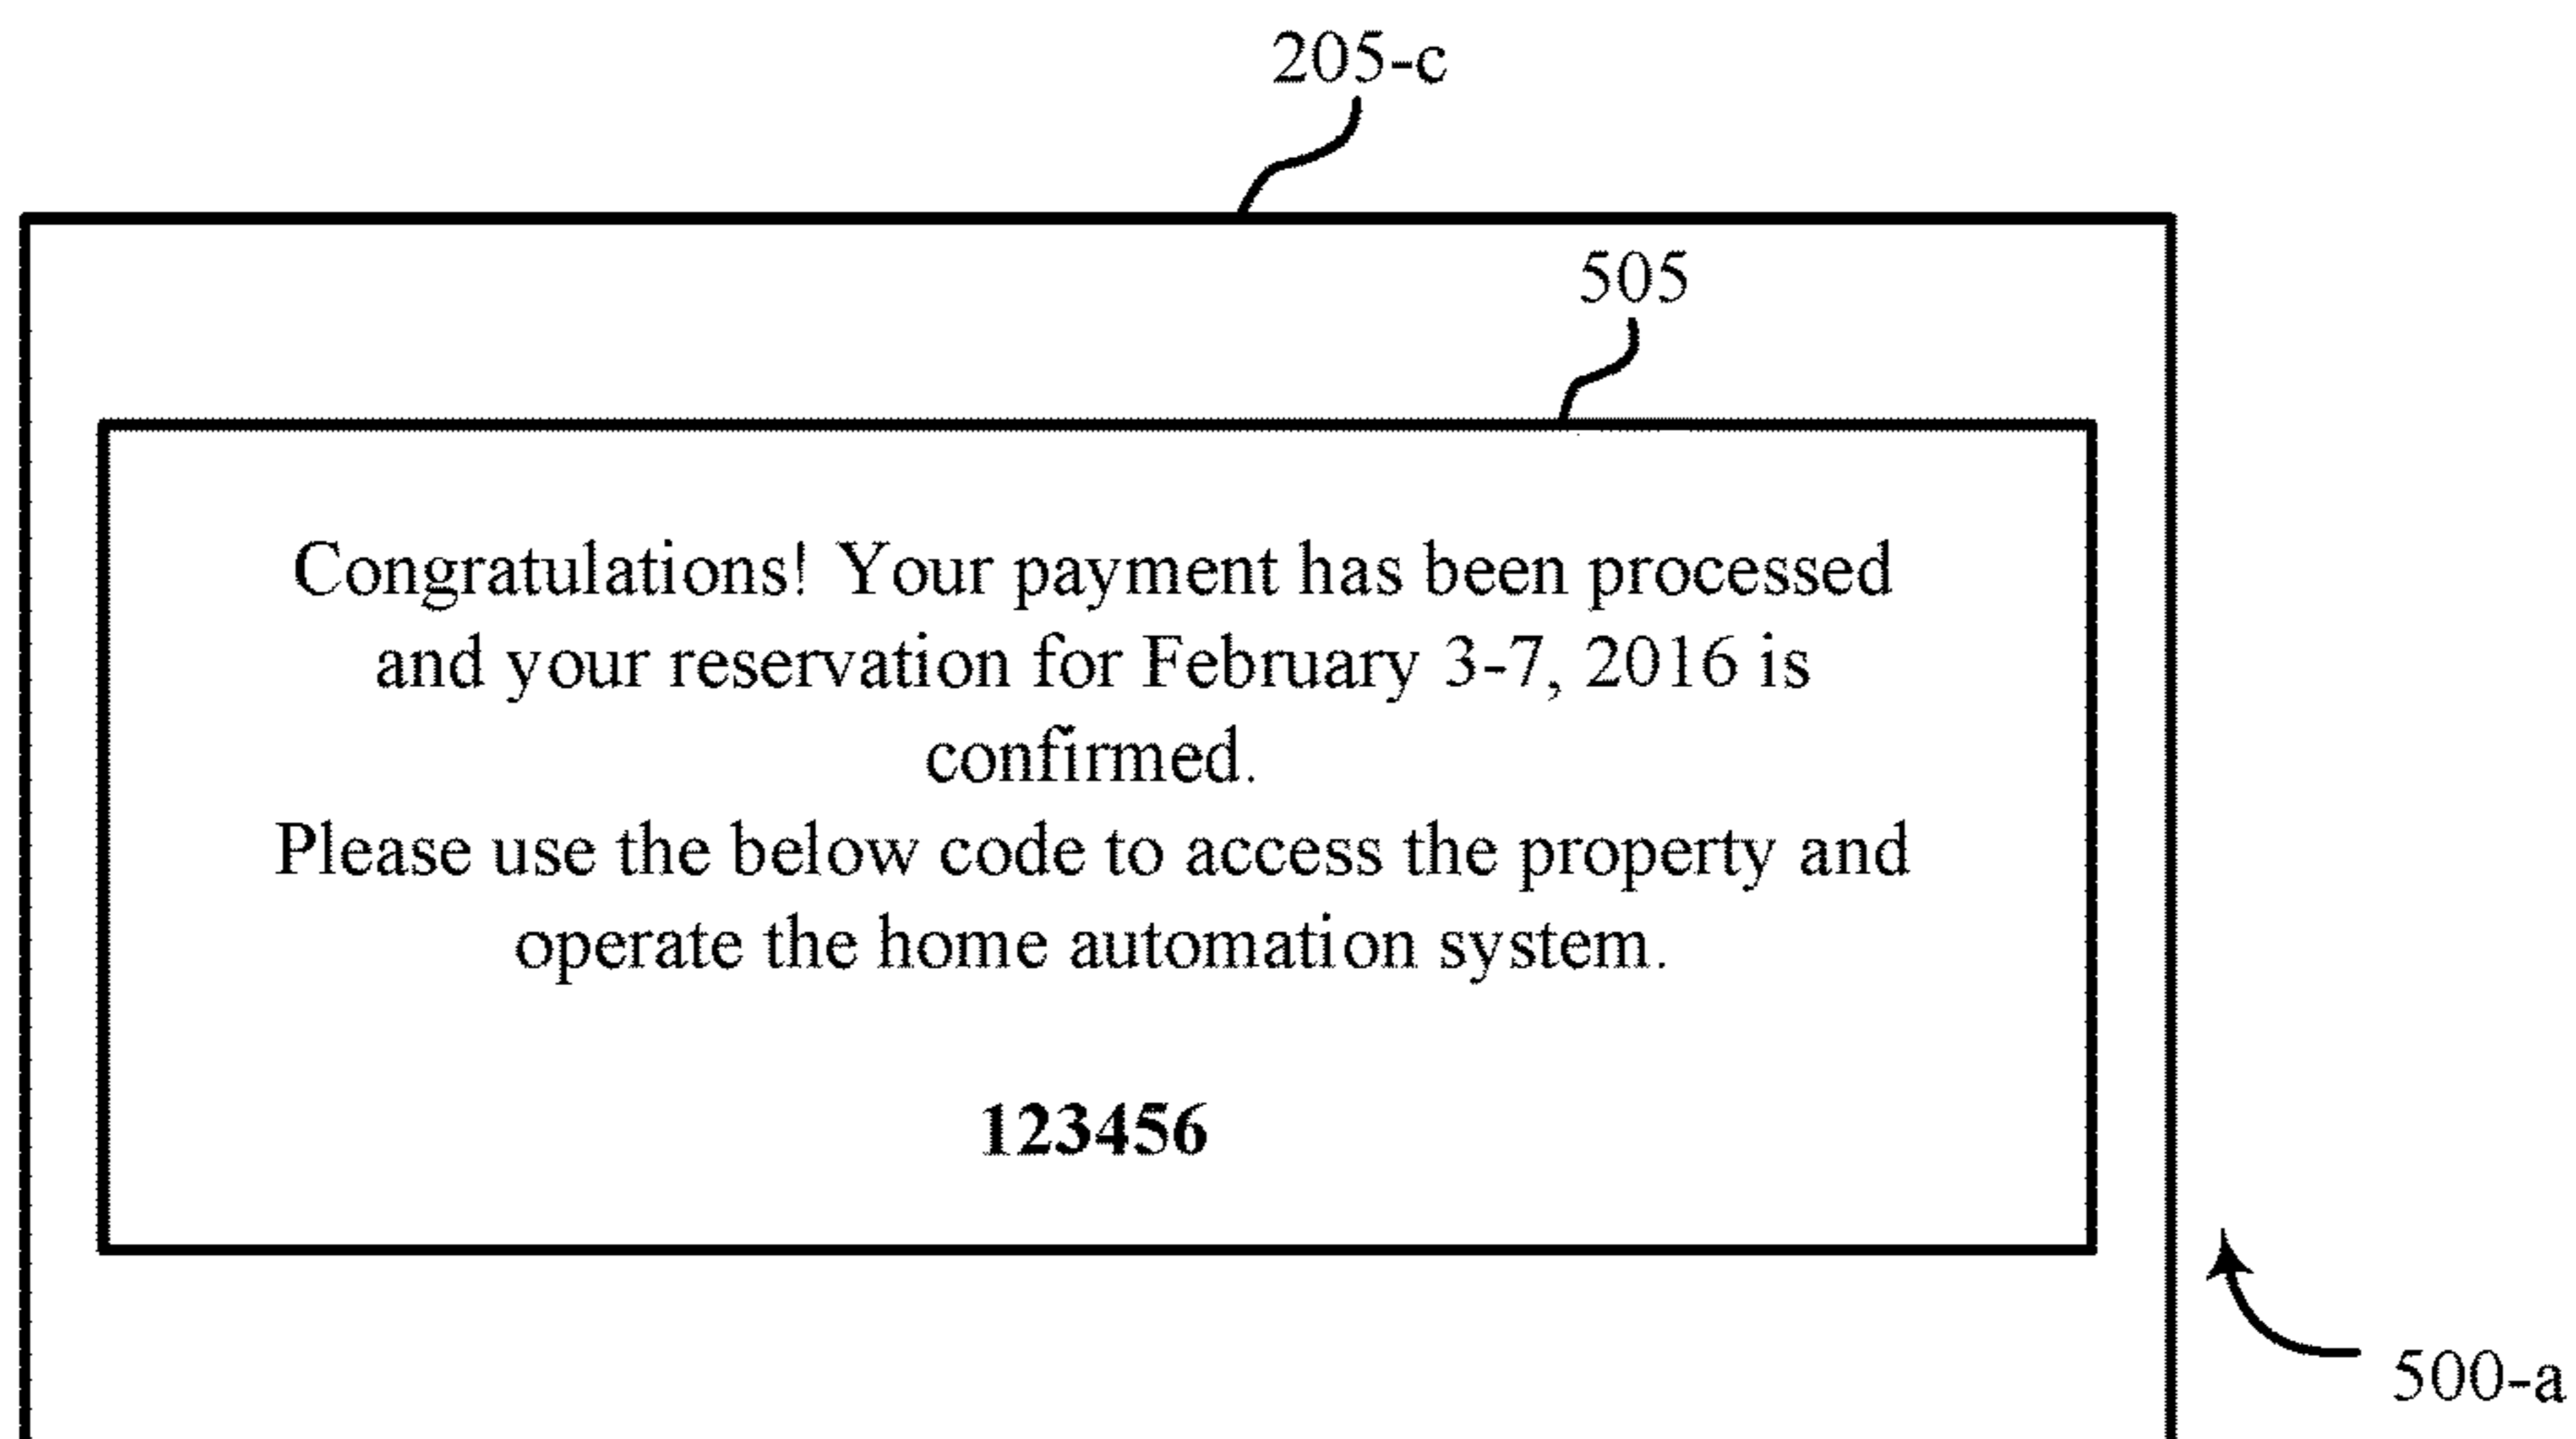 205-c
505
Congratulations! Your payment has been processed
and your reservation for February 3-7, 2016 is
confirmed.
Please use the below code to access the property and
operate the home automation system.
123456
500-a